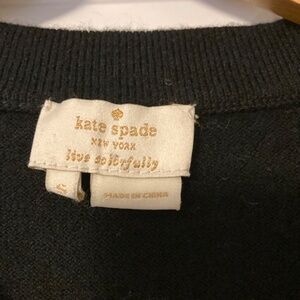 kate spade
NEW YORK
live colorfully
S
MADE IN CHINA